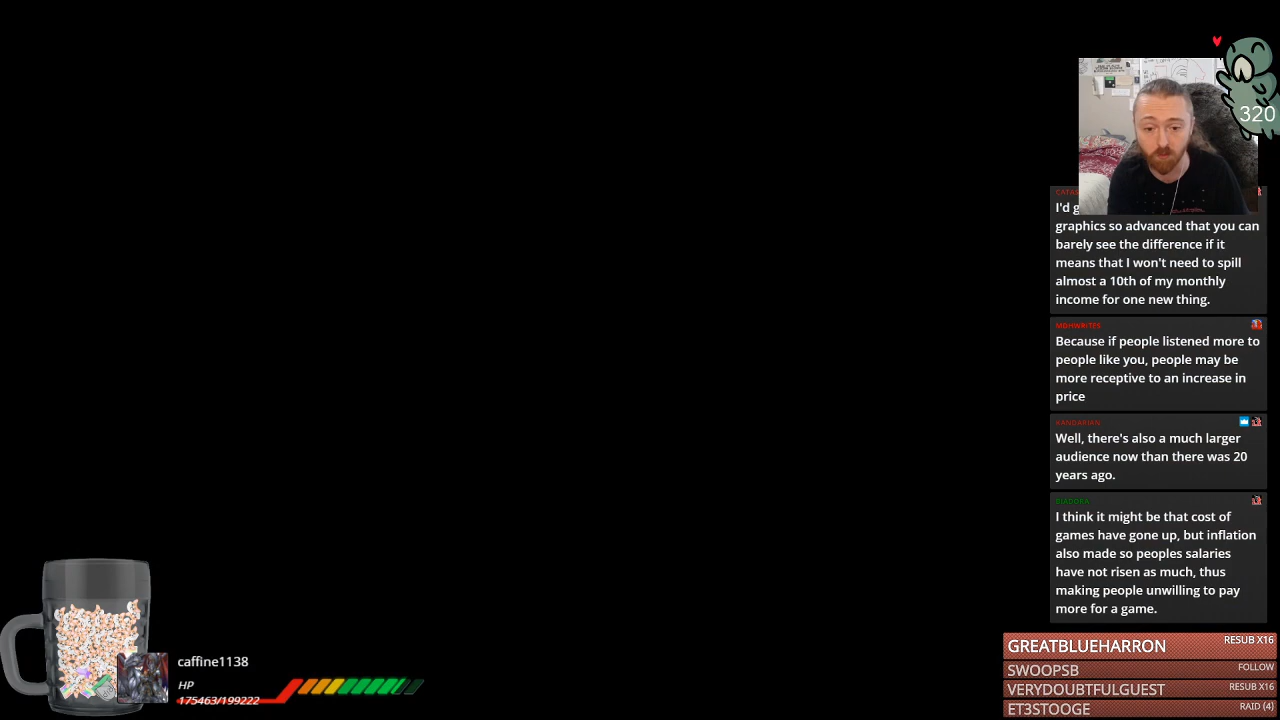 320
I'd g
graphics so advanced that you can
barely see the difference if it
means that I won't need to spill
almost a 10th of my monthly
income for one new thing.
MDHWRITES
Because if people listened more to
people like you, people may be
more receptive to an increase in
price
KANDARIAN
Well, there's also a much larger
audience now than there was 20
years ago.
BIADORA
I think it might be that cost of
games have gone up, but inflation
also made so peoples salaries
have not risen as much, thus
making people unwilling to pay
more for a game.
GREATBLUEHARRON RESUB X16
SWOOPSB FOLLOW
VERYDOUBTFULGUEST RESUB X16
ET3STOOGE RAID (4)
caffine1138
HP
175463/199222